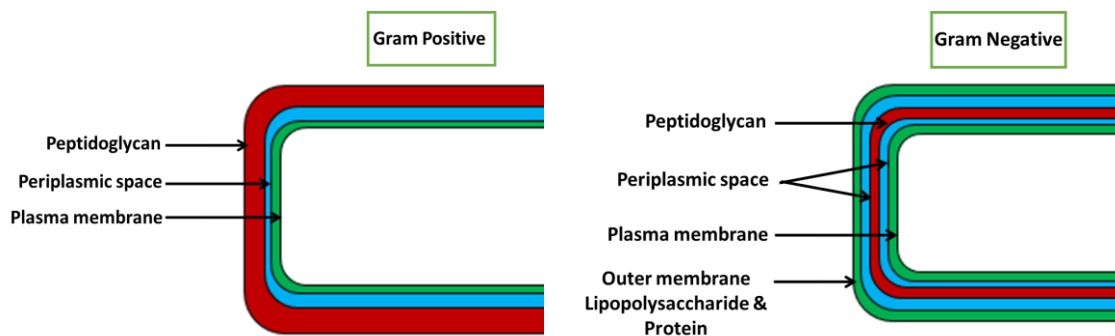 Gram Positive
Peptidoglycan
Periplasmic space
Plasma membrane
Gram Negative
Peptidoglycan
Periplasmic space
Plasma membrane
Outer membrane
Lipopolysaccharide &
Protein